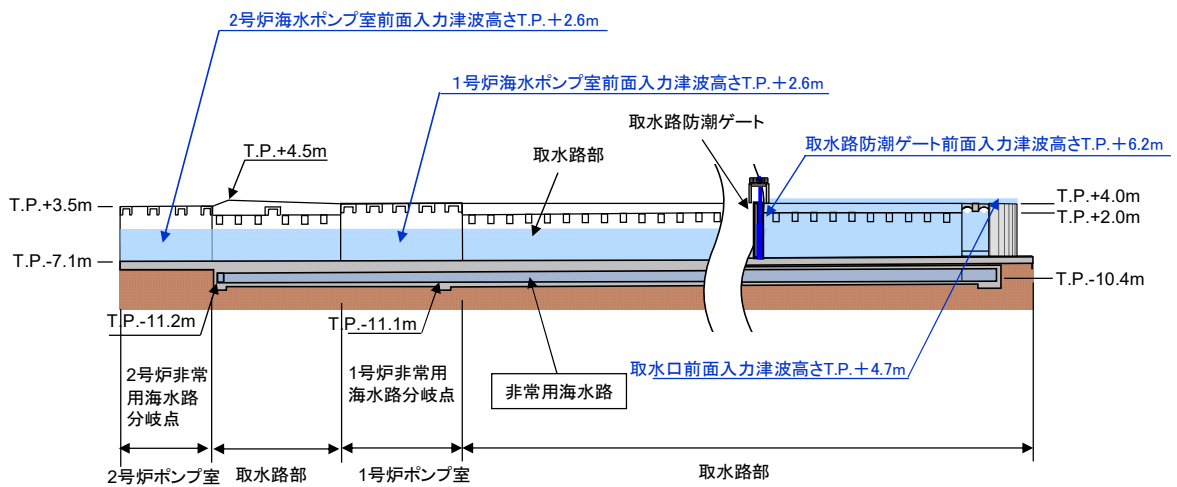 2号炉海水ポンプ室前面入力津波高さT.P.+2.6m
1号炉海水ポンプ室前面入力津波高さT.P.+2.6m
取水路防潮ゲート
取水路防潮ゲート前面入力津波高さT.P.+6.2m
T.P.+4.5m
取水路部
T.P.+3.5m
T.P.+4.0m
T.P.+2.0m
T.P.-7.1m
T.P.-10.4m
T.P.-11.2m
T.P.-11.1m
取水口前面入力津波高さT.P.+4.7m
2号炉非常
用海水路
分岐点
1号炉非常用
海水路分岐点
非常用海水路
2号炉ポンプ室
取水路部
1号炉ポンプ室
取水路部